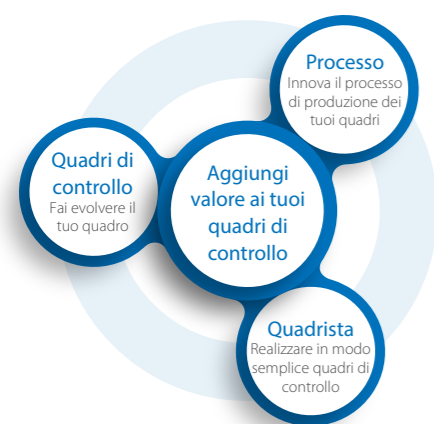 Processo
Innova il processo
di produzione dei
tuoi quadri
Quadri di
controllo
Fai evolvere il
tuo quadro
Aggiungi
valore ai tuoi
quadri di
controllo
Quadrista
Realizzare in modo
semplice quadri di
controllo